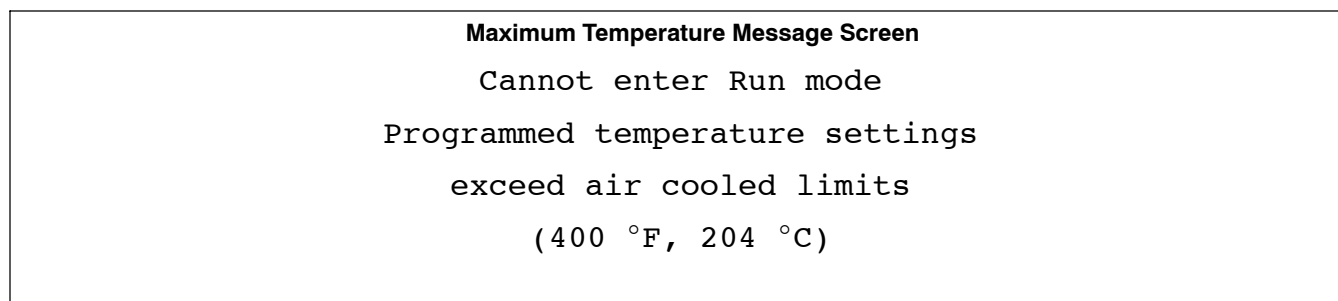 Maximum Temperature Message Screen
Cannot enter Run mode
Programmed temperature settings
exceed air cooled limits
(400 °F, 204 °C)